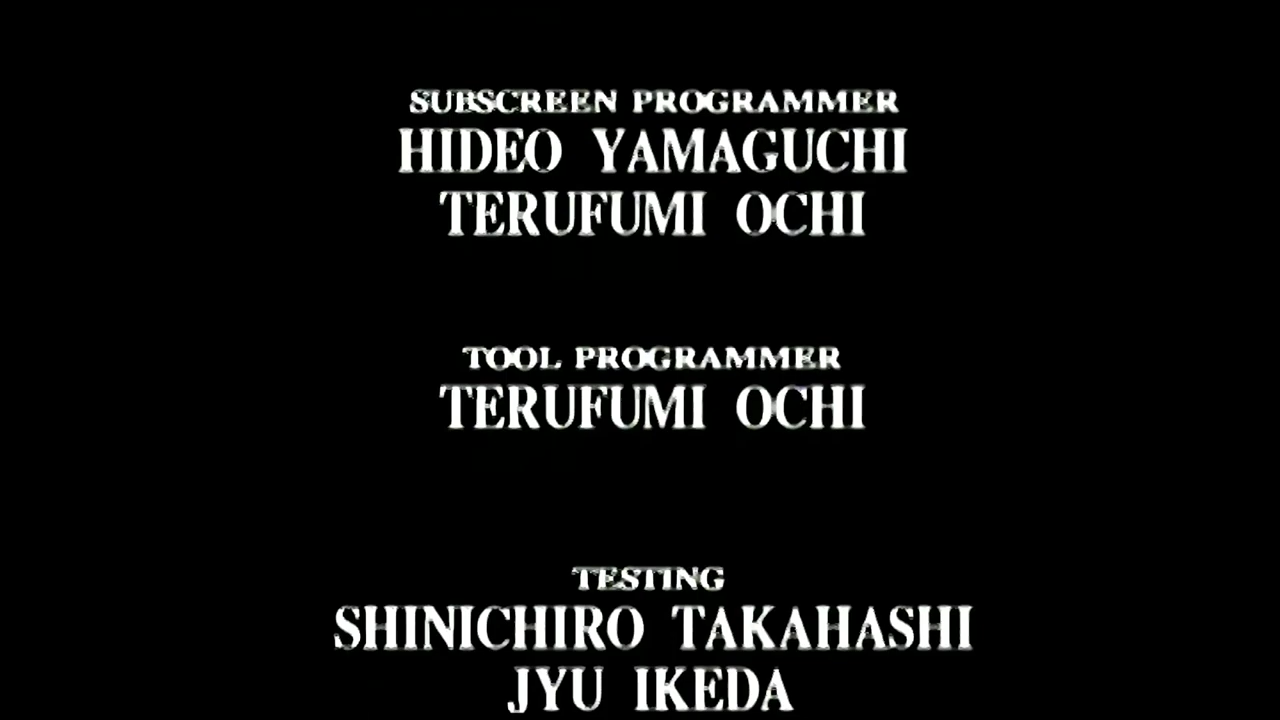 SUBSCREEN PROGRAMMER
HIDEO YAMAGUCHI
TERUFUMI OCHI
TOOL PROGRAMMER
TERUFUMI OCHI
TESTING
SHINICHIRO TAKAHASHI
JYU IKEDA